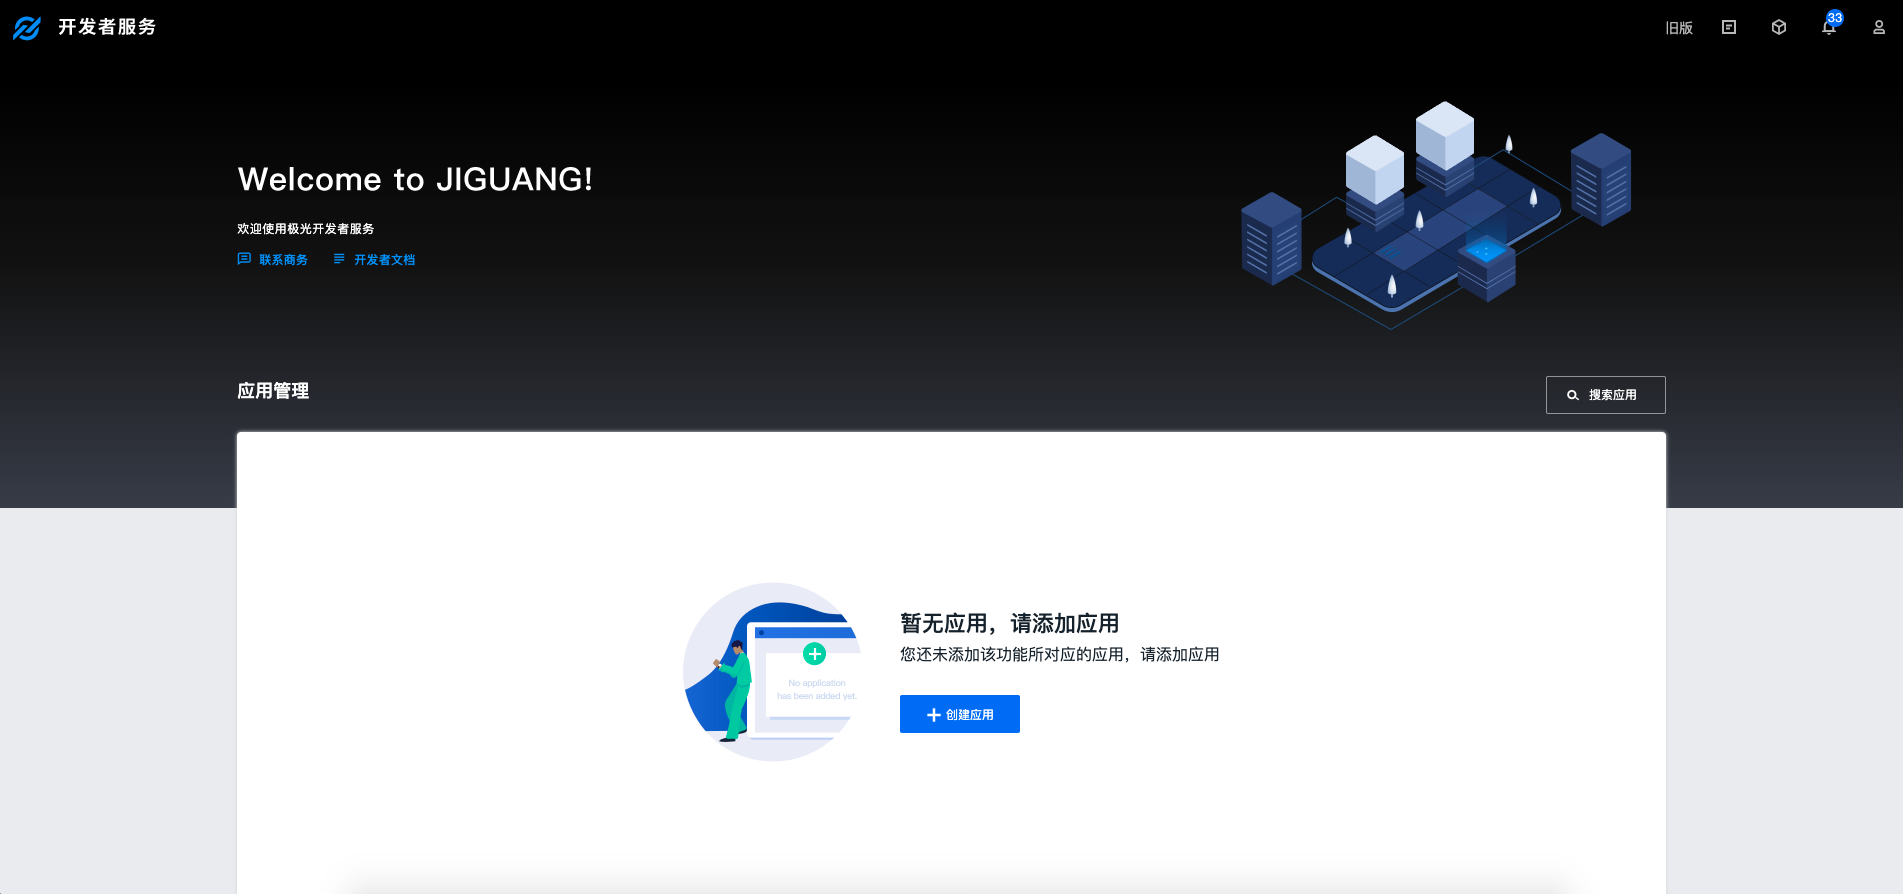 开发者服务
旧版
33
Welcome to JIGUANG!
欢迎使用极光开发者服务
联系商务
开发者文档
应用管理
搜索应用
No application
has been added yet.
暂无应用，请添加应用
您还未添加该功能所对应的应用，请添加应用
创建应用